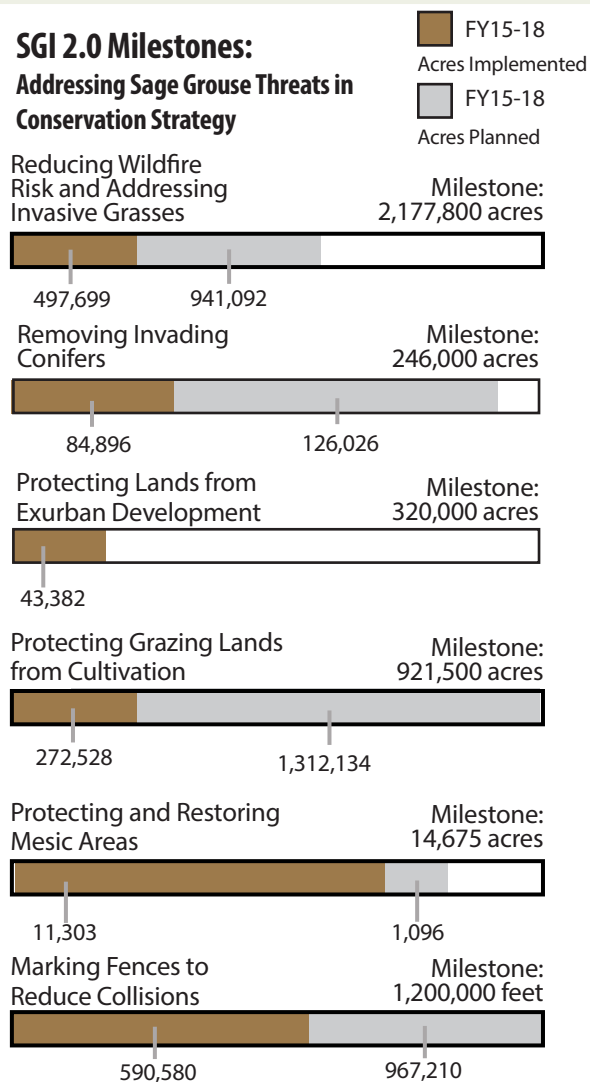 SGI 2.0 Milestones:
Addressing Sage Grouse Threats in
Conservation Strategy
FY15-18
Acres Implemented
FY15-18
Acres Planned
Reducing Wildfire
Risk and Addressing
Invasive Grasses
Milestone:
2,177,800 acres
497,699
941,092
Removing Invading
Conifers
Milestone:
246,000 acres
84,896
126,026
Protecting Lands from
Exurban Development
Milestone:
320,000 acres
43,382
Protecting Grazing Lands
from Cultivation
Milestone:
921,500 acres
272,528
1,312,134
Protecting and Restoring
Mesic Areas
Milestone:
14,675 acres
11,303
1,096
Marking Fences to
Reduce Collisions
Milestone:
1,200,000 feet
590,580
967,210